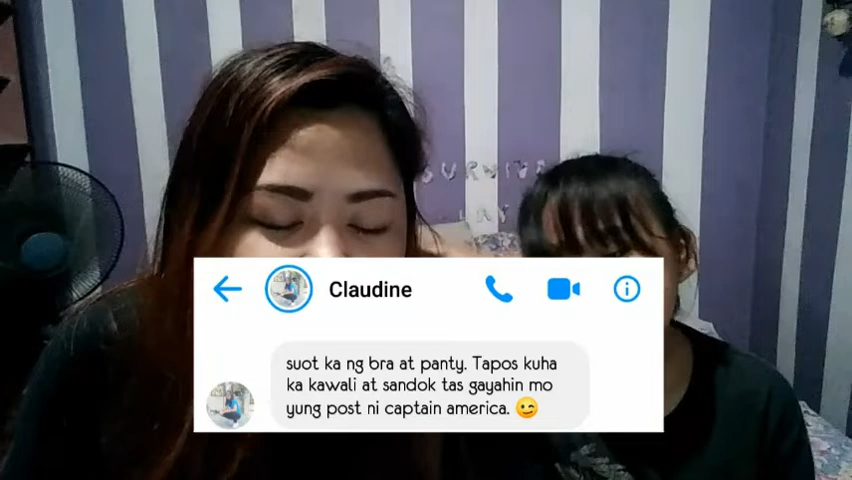 SURVIVE
Claudine
suot ka ng bra at panty. Tapos kuha
ka kawali at sandok tas gayahin mo
yung post ni captain america. 😉